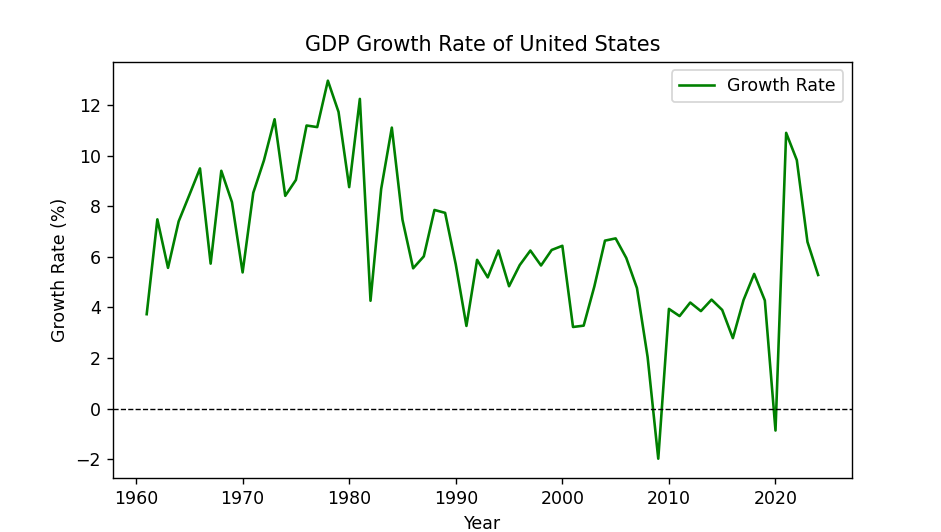 GDP Growth Rate of United States
Growth Rate
Growth Rate (%)
12
10
8
6
4
2
0
−2
1960 1970 1980 1990 2000 2010 2020
Year